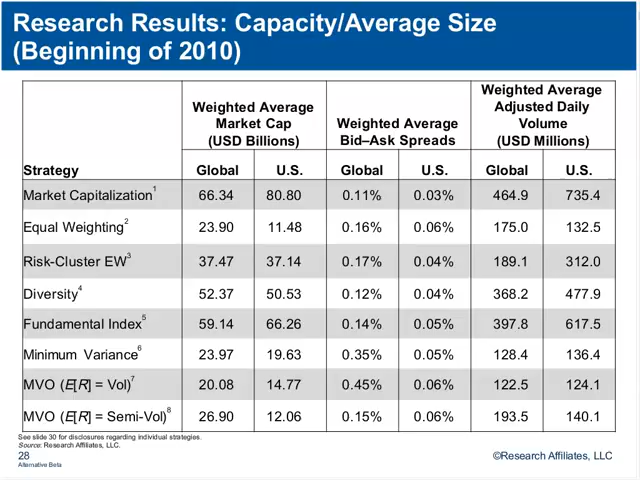 Research Results: Capacity/Average Size
(Beginning of 2010)
Weighted Average Market Cap (USD Billions) Weighted Average Bid–Ask Spreads Weighted Average Adjusted Daily Volume (USD Millions)
Strategy Global U.S. Global U.S. Global U.S.
Market Capitalization1 66.34 80.80 0.11% 0.03% 464.9 735.4
Equal Weighting2 23.90 11.48 0.16% 0.06% 175.0 132.5
Risk-Cluster EW3 37.47 37.14 0.17% 0.04% 189.1 312.0
Diversity4 52.37 50.53 0.12% 0.04% 368.2 477.9
Fundamental Index5 59.14 66.26 0.14% 0.05% 397.8 617.5
Minimum Variance6 23.97 19.63 0.35% 0.05% 128.4 136.4
MVO (E[R] = Vol)7 20.08 14.77 0.45% 0.06% 122.5 124.1
MVO (E[R] = Semi-Vol)8 26.90 12.06 0.15% 0.06% 193.5 140.1
See slide 30 for disclosures regarding individual strategies.
Source: Research Affiliates, LLC.
28
Alternative Beta
©Research Affiliates, LLC